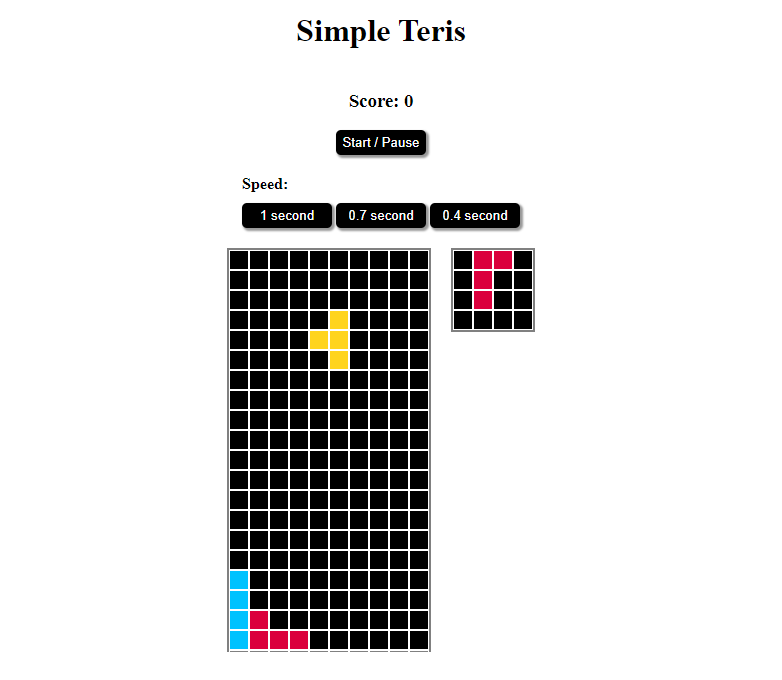 Simple Teris
Score: 0
Start / Pause
Speed:
1 second 0.7 second 0.4 second